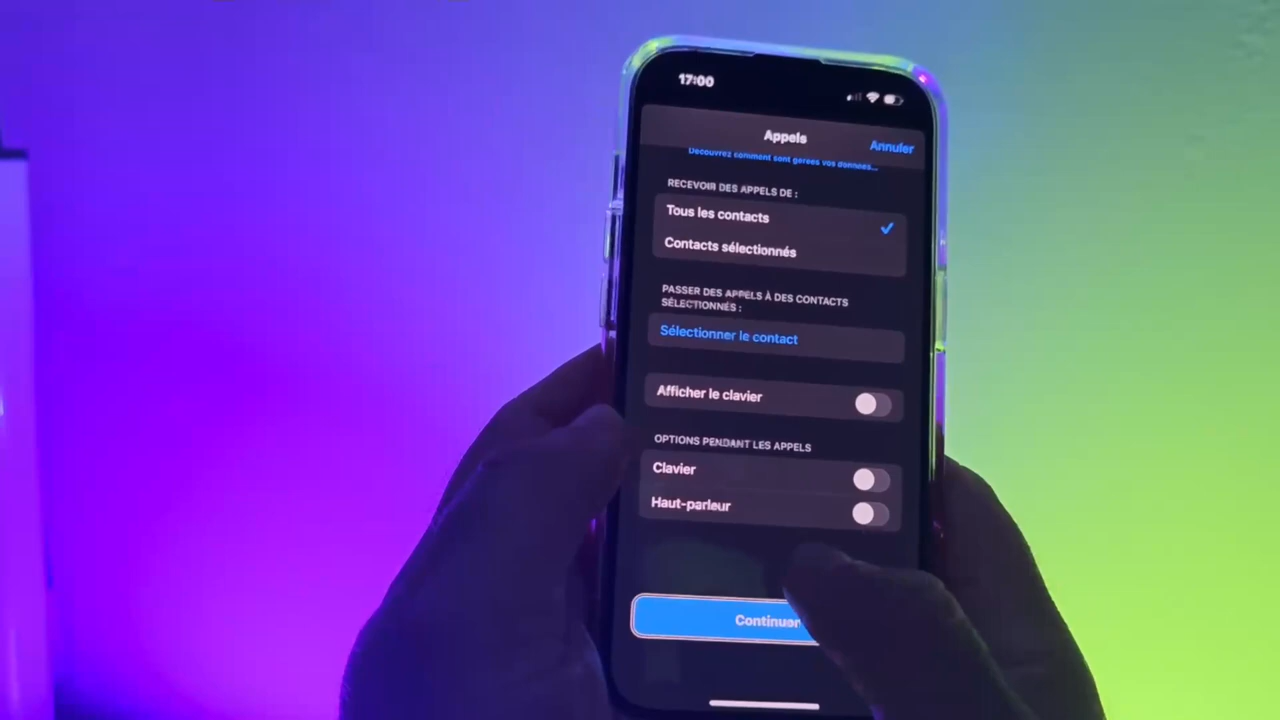 17:00
Appels
Annuler
Découvrez comment sont gérées vos données...
RECEVOIR DES APPELS DE :
Tous les contacts
Contacts sélectionnés
PASSER DES APPELS À DES CONTACTS
SÉLECTIONNÉS :
Sélectionner le contact
Afficher le clavier
OPTIONS PENDANT LES APPELS
Clavier
Haut-parleur
Continuer